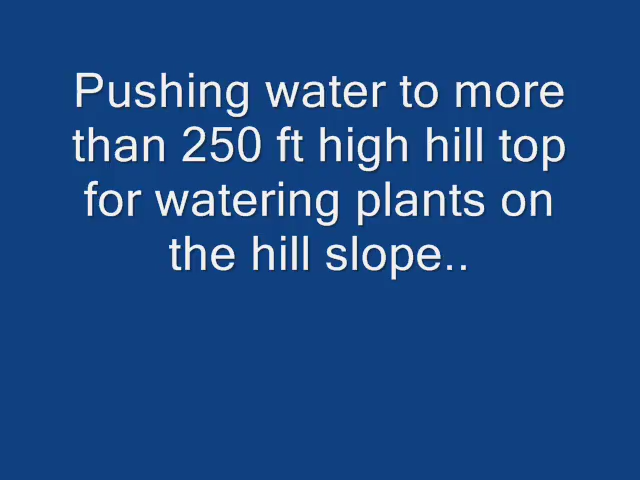 Pushing water to more
than 250 ft high hill top
for watering plants on
the hill slope..